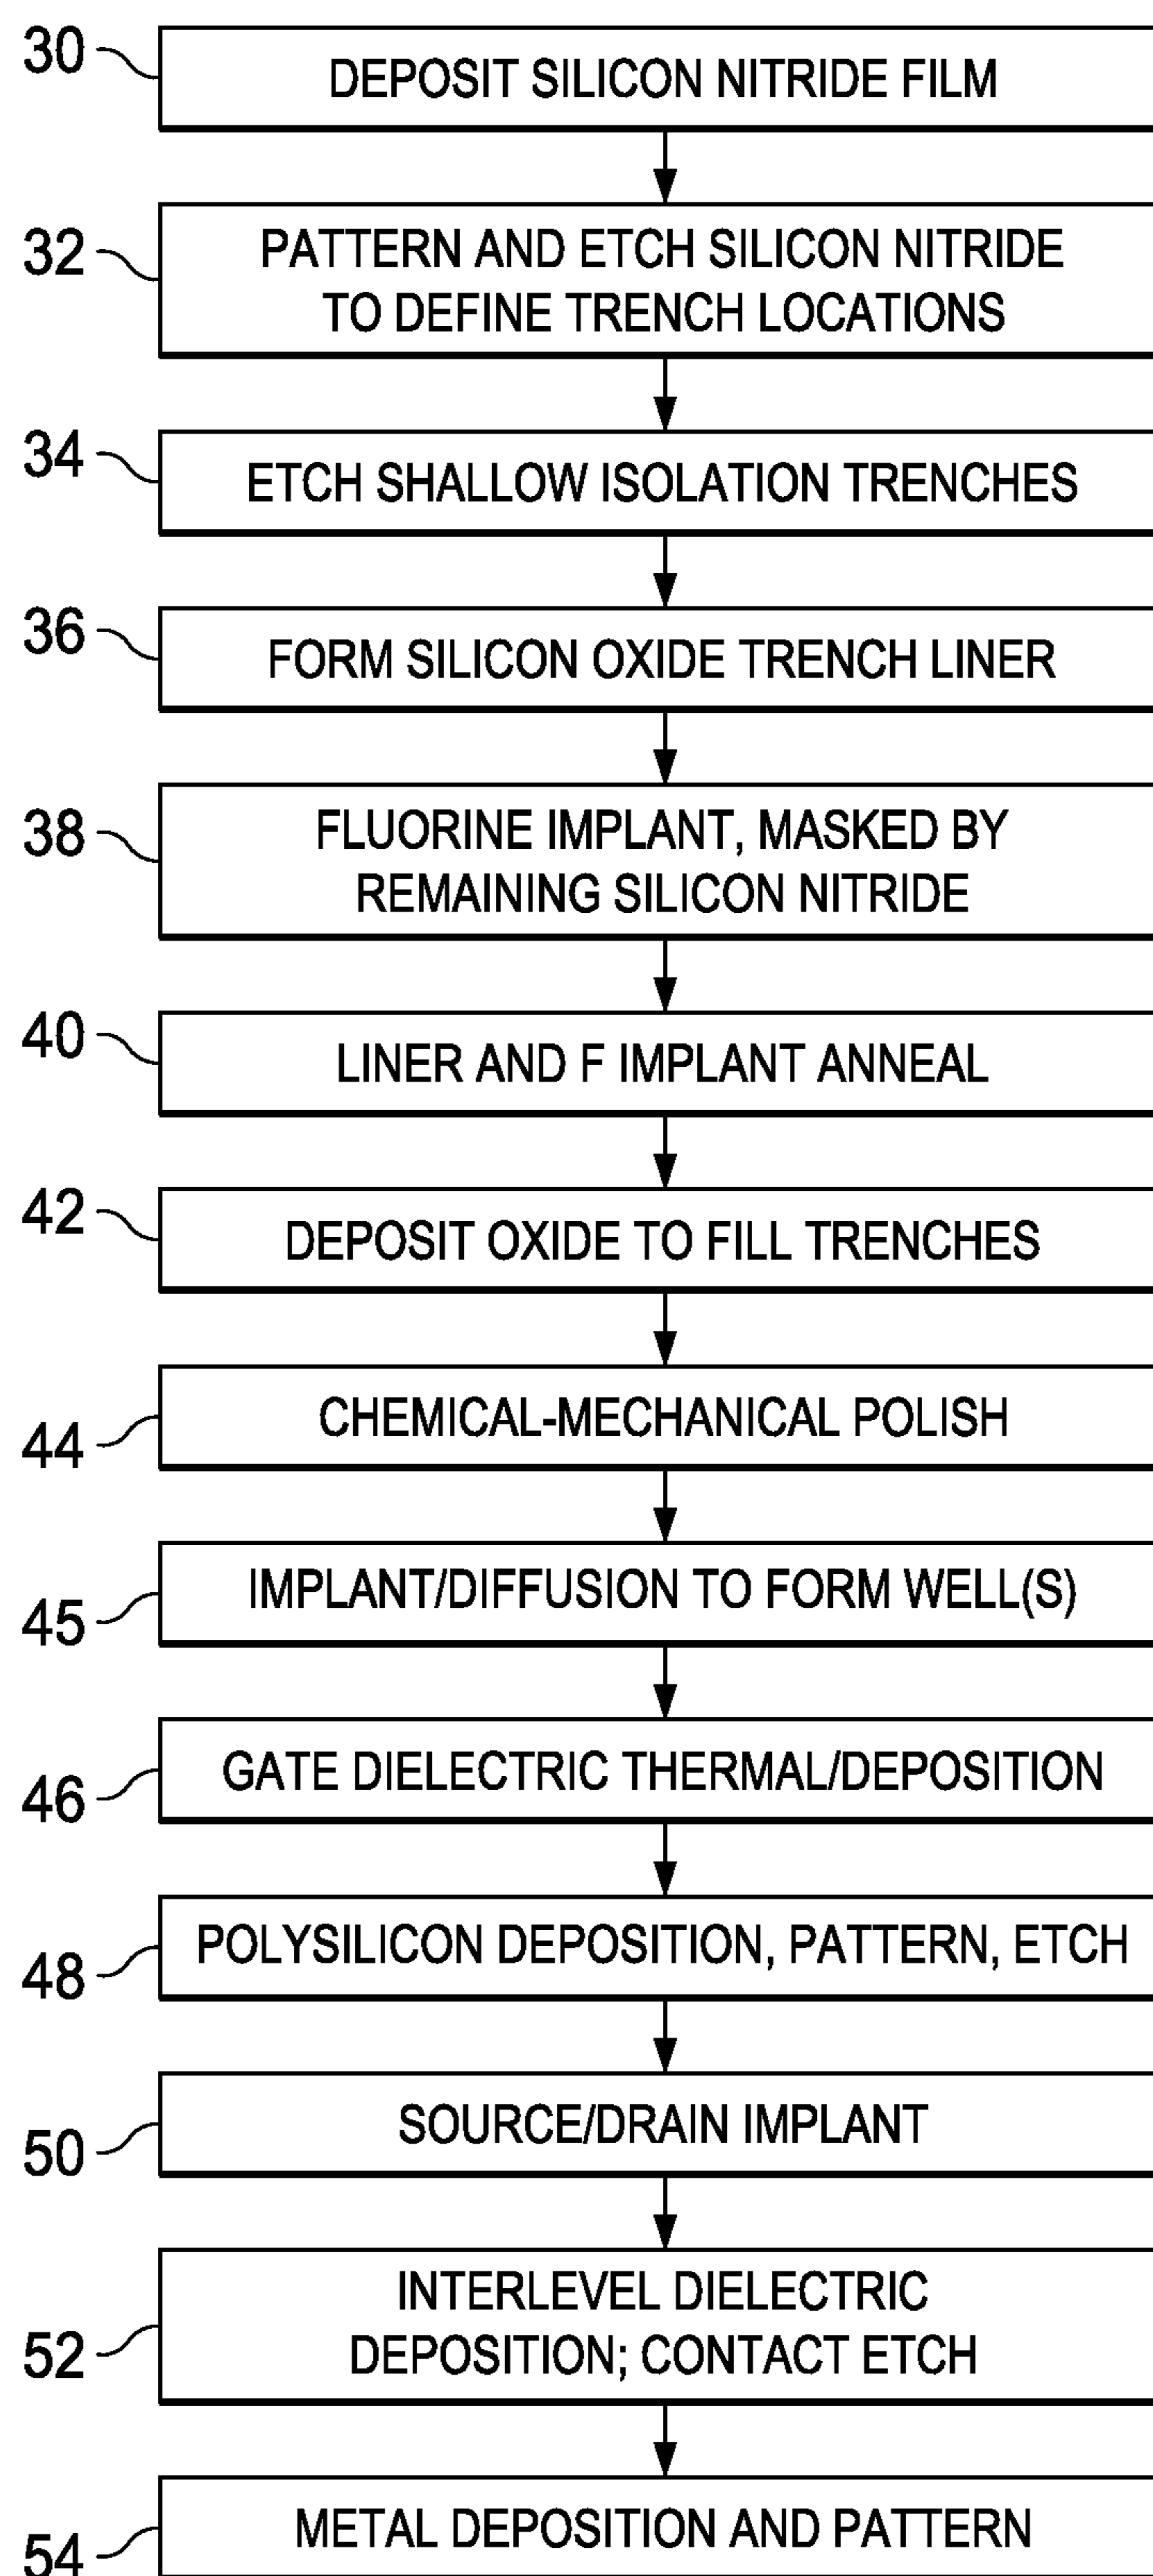 30
DEPOSIT SILICON NITRIDE FILM
32
PATTERN AND ETCH SILICON NITRIDE
TO DEFINE TRENCH LOCATIONS
34
ETCH SHALLOW ISOLATION TRENCHES
36
FORM SILICON OXIDE TRENCH LINER
38
FLUORINE IMPLANT, MASKED BY
REMAINING SILICON NITRIDE
40
LINER AND F IMPLANT ANNEAL
42
DEPOSIT OXIDE TO FILL TRENCHES
44
CHEMICAL-MECHANICAL POLISH
45
IMPLANT/DIFFUSION TO FORM WELL(S)
46
GATE DIELECTRIC THERMAL/DEPOSITION
48
POLYSILICON DEPOSITION, PATTERN, ETCH
50
SOURCE/DRAIN IMPLANT
52
INTERLEVEL DIELECTRIC
DEPOSITION; CONTACT ETCH
54
METAL DEPOSITION AND PATTERN